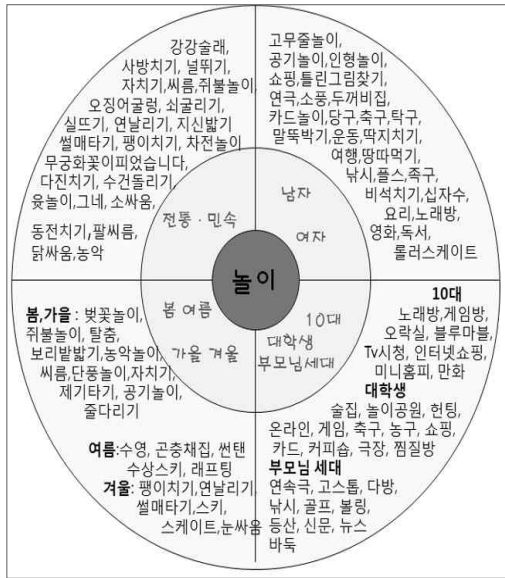 강강술래,
사방치기, 널뛰기,
자치기,씨름,쥐불놀이,
오징어굴렁, 쇠굴리기,
실뜨기, 연날리기, 지신밟기
썰매타기, 팽이치기, 차전놀이
무궁화꽃이피었습니다,
다진치기, 수건돌리기,
윷놀이,그네, 소싸움,
동전치기,팔씨름,
닭싸움,농악
고무줄놀이,
공기놀이,인형놀이,
쇼핑,틀린그림찾기,
연극,소풍,두꺼비집,
카드놀이,당구,축구,탁구,
말뚝박기,운동,딱지치기,
여행,땅따먹기,
낚시,플스,족구,
비석치기,십자수,
요리,노래방,
영화,독서,
롤러스케이트
전통·민속
남자
여자
놀이
봄 여름
가을 겨울
10대
대학생
부모님세대
봄,가을 : 벚꽃놀이,
쥐불놀이, 탈춤,
보리밭밟기,농악놀이,
씨름,단풍놀이,자치기,
제기타기, 공기놀이,
줄다리기
여름:수영, 곤충채집, 썬탠
수상스키, 래프팅
겨울: 팽이치기,연날리기,
썰매타기,스키,
스케이트,눈싸움
10대
노래방,게임방,
오락실, 블루마블,
Tv시청, 인터넷쇼핑,
미니홈피, 만화
대학생
술집, 놀이공원, 헌팅,
온라인, 게임, 축구, 농구, 쇼핑,
카드, 커피숍, 극장, 찜질방
부모님 세대
연속극, 고스톱, 다방,
낚시, 골프, 볼링,
등산, 신문, 뉴스
바둑